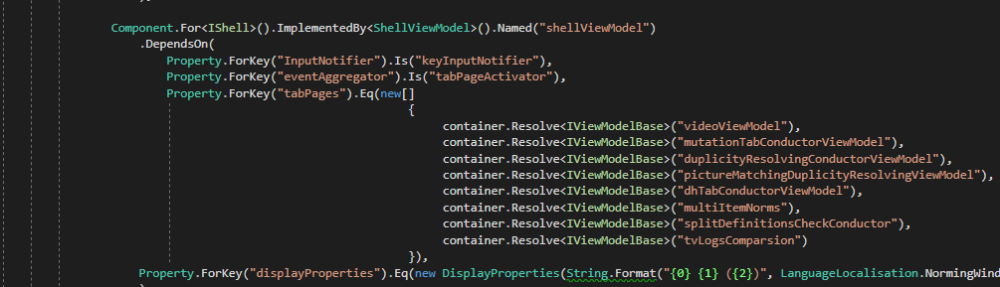 Component.For<IShell>().ImplementedBy<ShellViewModel>().Named("shellViewModel")
.DependsOn(
Property.ForKey("InputNotifier").Is("keyInputNotifier"),
Property.ForKey("eventAggregator").Is("tabPageActivator"),
Property.ForKey("tabPages").Eq(new[]
{
container.Resolve<IViewModelBase>("videoViewModel"),
container.Resolve<IViewModelBase>("mutationTabConductorViewModel"),
container.Resolve<IViewModelBase>("duplicityResolvingConductorViewModel"),
container.Resolve<IViewModelBase>("pictureMatchingDuplicityResolvingViewModel"),
container.Resolve<IViewModelBase>("dhTabConductorViewModel"),
container.Resolve<IViewModelBase>("multiItemNorms"),
container.Resolve<IViewModelBase>("splitDefinitionsCheckConductor"),
container.Resolve<IViewModelBase>("tvLogsComparsion")
}),
Property.ForKey("displayProperties").Eq(new DisplayProperties(String.Format("{0} {1} ({2})", LanguageLocalisation.NormingWind